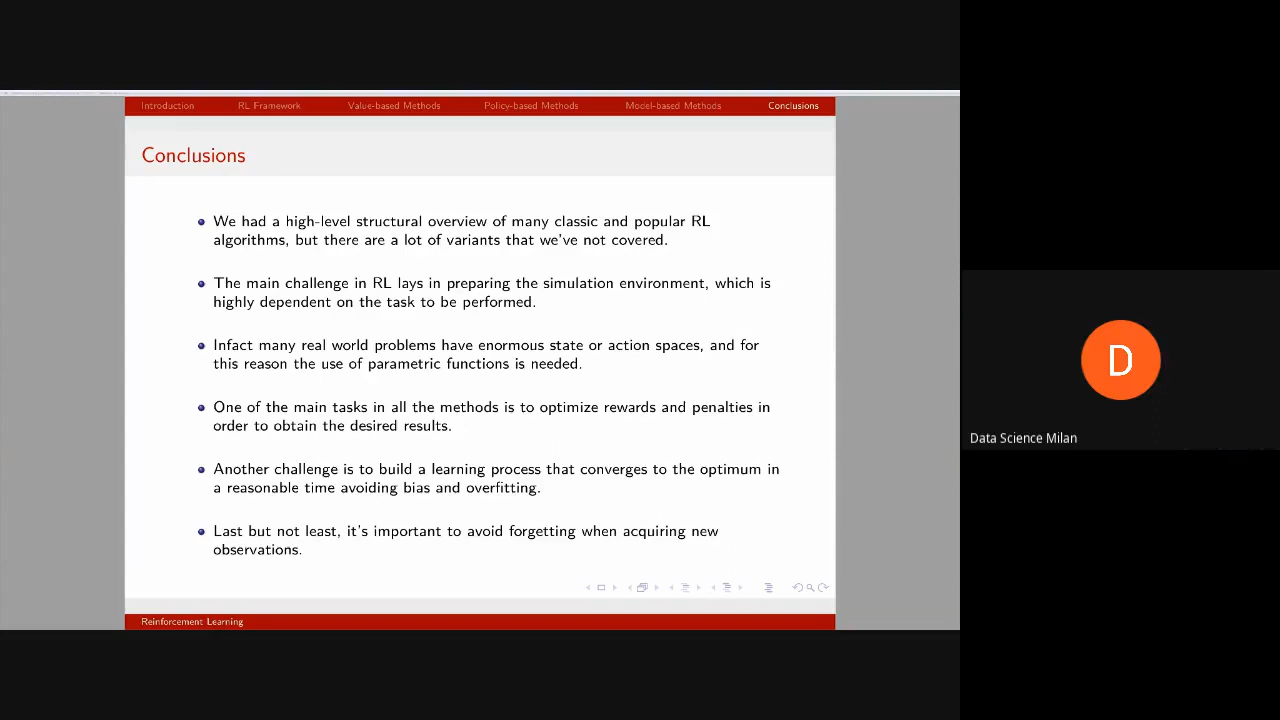 Introduction RL Framework Value-based Methods Policy-based Methods Model-based Methods Conclusions
Conclusions
We had a high-level structural overview of many classic and popular RL
algorithms, but there are a lot of variants that we've not covered.
The main challenge in RL lays in preparing the simulation environment, which is
highly dependent on the task to be performed.
Infact many real world problems have enormous state or action spaces, and for
this reason the use of parametric functions is needed.
One of the main tasks in all the methods is to optimize rewards and penalties in
order to obtain the desired results.
Another challenge is to build a learning process that converges to the optimum in
a reasonable time avoiding bias and overfitting.
Last but not least, it's important to avoid forgetting when acquiring new
observations.
Reinforcement Learning
D
Data Science Milan